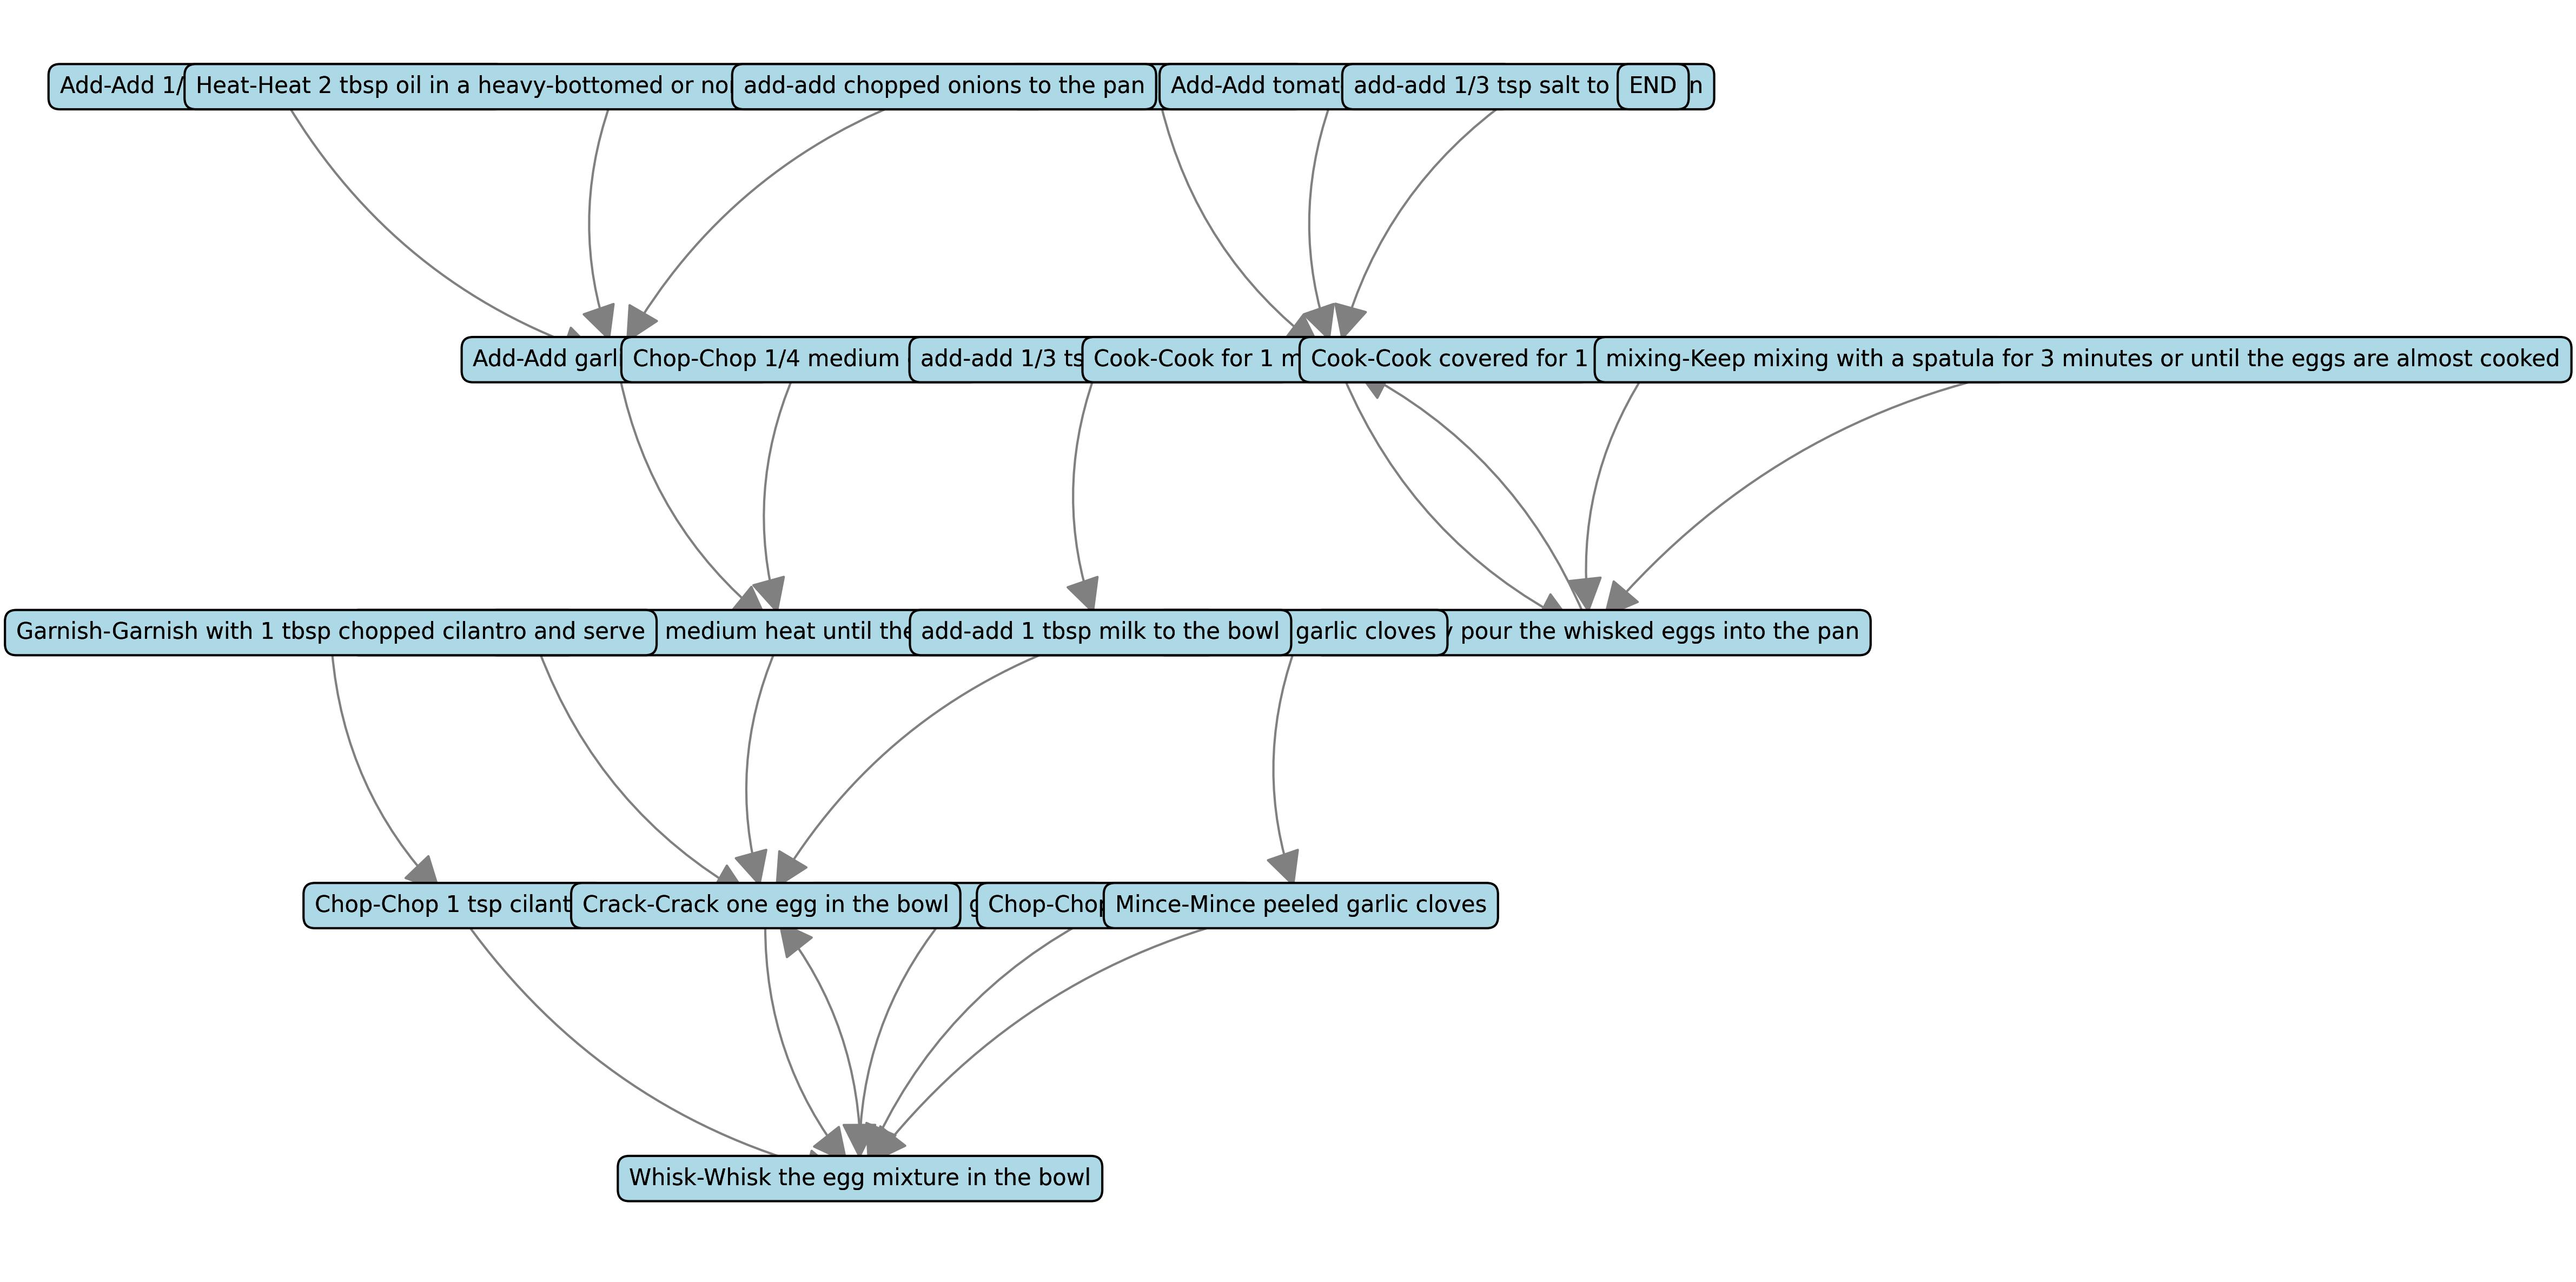 Add-Add 1/
Heat-Heat 2 tbsp oil in a heavy-bottomed or no
add-add chopped onions to the pan
Add-Add tomat
add-add 1/3 tsp salt to
END
n
Add-Add garl
Chop-Chop 1/4 medium
add-add 1/3 ts
Cook-Cook for 1 m
Cook-Cook covered for 1
mixing-Keep mixing with a spatula for 3 minutes or until the eggs are almost cooked
Garnish-Garnish with 1 tbsp chopped cilantro and serve
medium heat until the
add-add 1 tbsp milk to the bowl
garlic cloves
pour the whisked eggs into the pan
Chop-Chop 1 tsp cilant
Crack-Crack one egg in the bowl
Chop-Chop
Mince-Mince peeled garlic cloves
Whisk-Whisk the egg mixture in the bowl